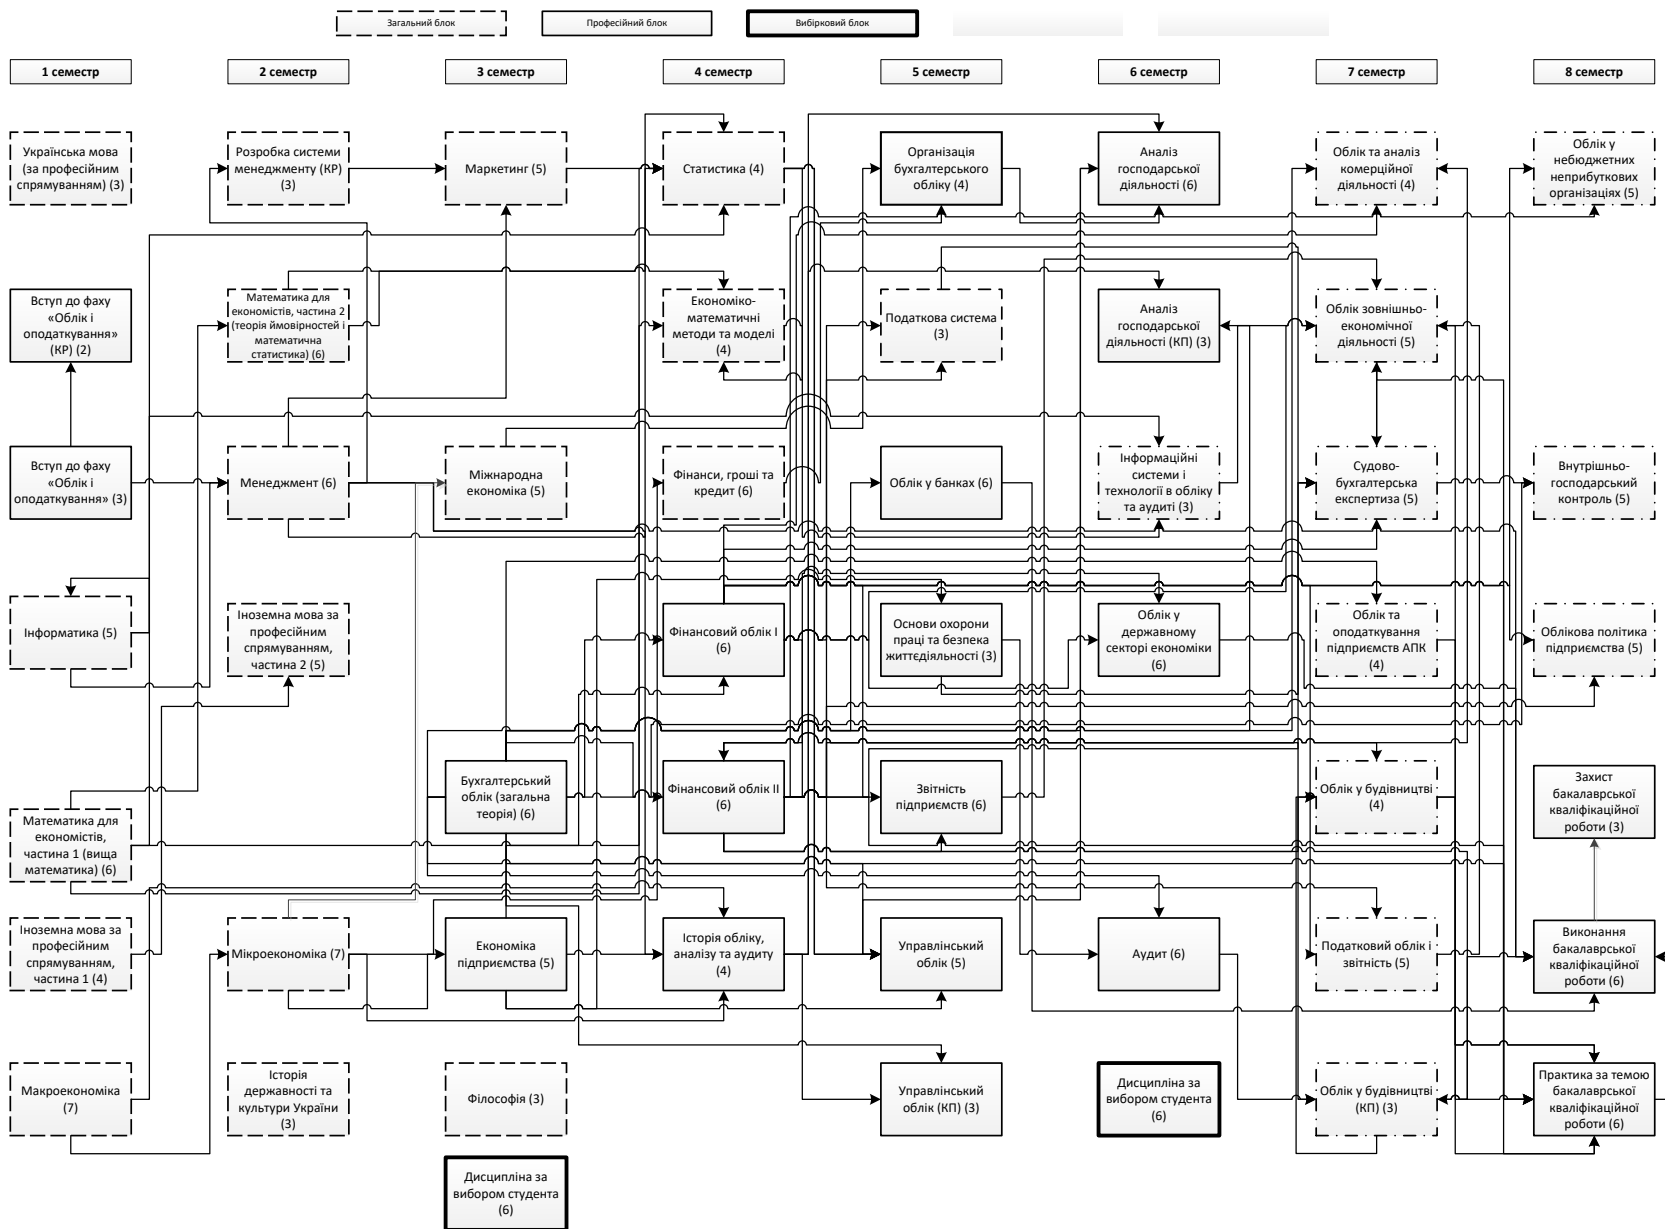 Загальний блок
Професійний блок
Вибірковий блок
1 семестр
2 семестр
3 семестр
4 семестр
5 семестр
6 семестр
7 семестр
8 семестр
Українська мова
(за професійним
спрямуванням) (3)
Розробка системи
менеджменту (КР)
(3)
Маркетинг (5)
Статистика (4)
Організація
бухгалтерського
обліку (4)
Аналіз
господарської
діяльності (6)
Облік та аналіз
комерційної
діяльності (4)
Облік у
небюджетних
неприбуткових
організаціях (5)
Вступ до фаху
«Облік і
оподаткування»
(КР) (2)
Математика для
економістів, частина 2
(теорія ймовірностей і
математична
статистика) (6)
Економіко-
математичні
методи та моделі
(4)
Податкова система
(3)
Аналіз
господарської
діяльності (КП) (3)
Облік зовнішньо-
економічної
діяльності (5)
Вступ до фаху
«Облік і
оподаткування» (3)
Менеджмент (6)
Міжнародна
економіка (5)
Фінанси, гроші та
кредит (6)
Облік у банках (6)
Інформаційні
системи і
технології в обліку
та аудиті (3)
Судово-
бухгалтерська
експертиза (5)
Внутрішньо-
господарський
контроль (5)
Інформатика (5)
Іноземна мова за
професійним
спрямуванням,
частина 2 (5)
Фінансовий облік І
(6)
Основи охорони
праці та безпека
життєдіяльності (3)
Облік у
державному
секторі економіки
(6)
Облік та
оподаткування
підприємств АПК
(4)
Облікова політика
підприємства (5)
Математика для
економістів,
частина 1 (вища
математика) (6)
Бухгалтерський
облік (загальна
теорія) (6)
Фінансовий облік ІІ
(6)
Звітність
підприємств (6)
Облік у будівництві
(4)
Захист
бакалаврської
кваліфікаційної
роботи (3)
Іноземна мова за
професійним
спрямуванням,
частина 1 (4)
Мікроекономіка (7)
Економіка
підприємства (5)
Історія обліку,
аналізу та аудиту
(4)
Управлінський
облік (5)
Аудит (6)
Податковий облік і
звітність (5)
Виконання
бакалаврської
кваліфікаційної
роботи (6)
Макроекономіка
(7)
Історія
державності та
культури України
(3)
Філософія (3)
Управлінський
облік (КП) (3)
Дисципліна за
вибором студента
(6)
Облік у будівництві
(КП) (3)
Практика за темою
бакалаврської
кваліфікаційної
роботи (6)
Дисципліна за
вибором студента
(6)